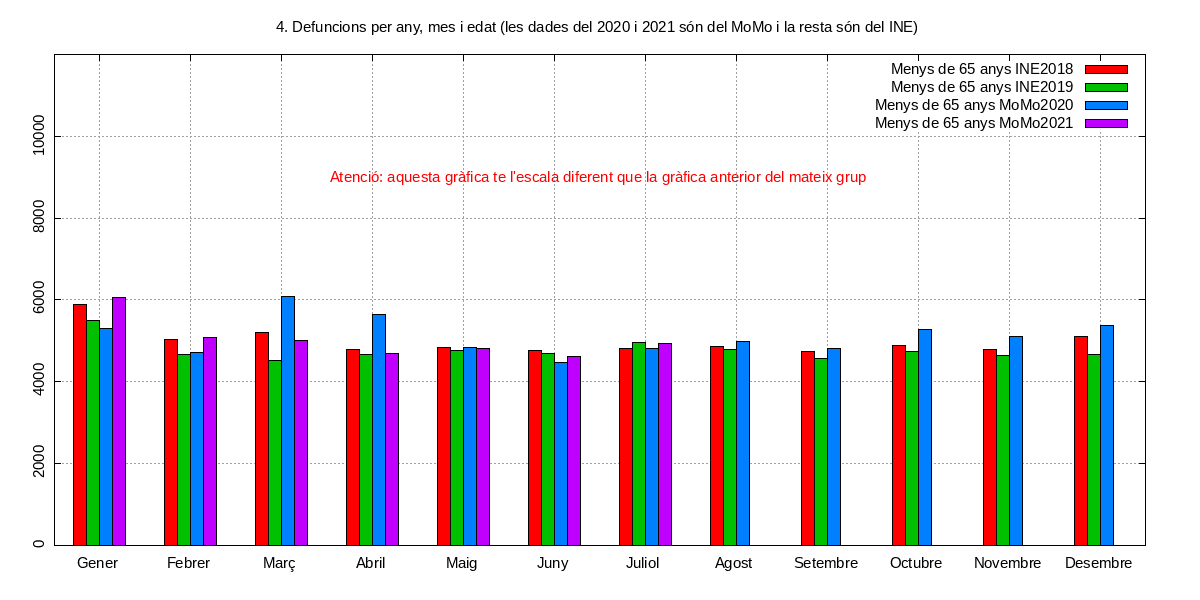 4. Defuncions per any, mes i edat (les dades del 2020 i 2021 són del MoMo i la resta són del INE)
Menys de 65 anys INE2018
Menys de 65 anys INE2019
Menys de 65 anys MoMo2020
Menys de 65 anys MoMo2021
Atenció: aquesta gràfica te l'escala diferent que la gràfica anterior del mateix grup
10000
8000
6000
4000
2000
0
Gener Febrer Març Abril Maig Juny Juliol Agost Setembre Octubre Novembre Desembre